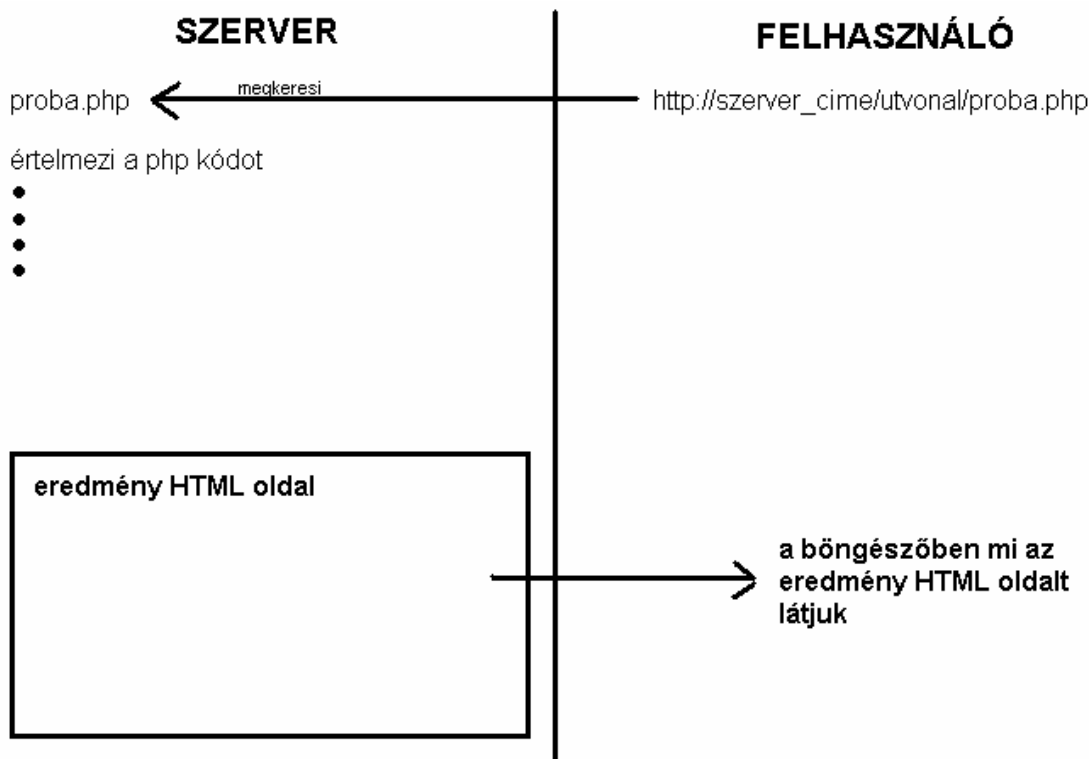 SZERVER
FELHASZNÁLÓ
megkeresi
proba.php
http://szerver_cime/utvonal/proba.php
értelmezi a php kódot
eredmény HTML oldal
a böngészőben mi az
eredmény HTML oldalt
látjuk